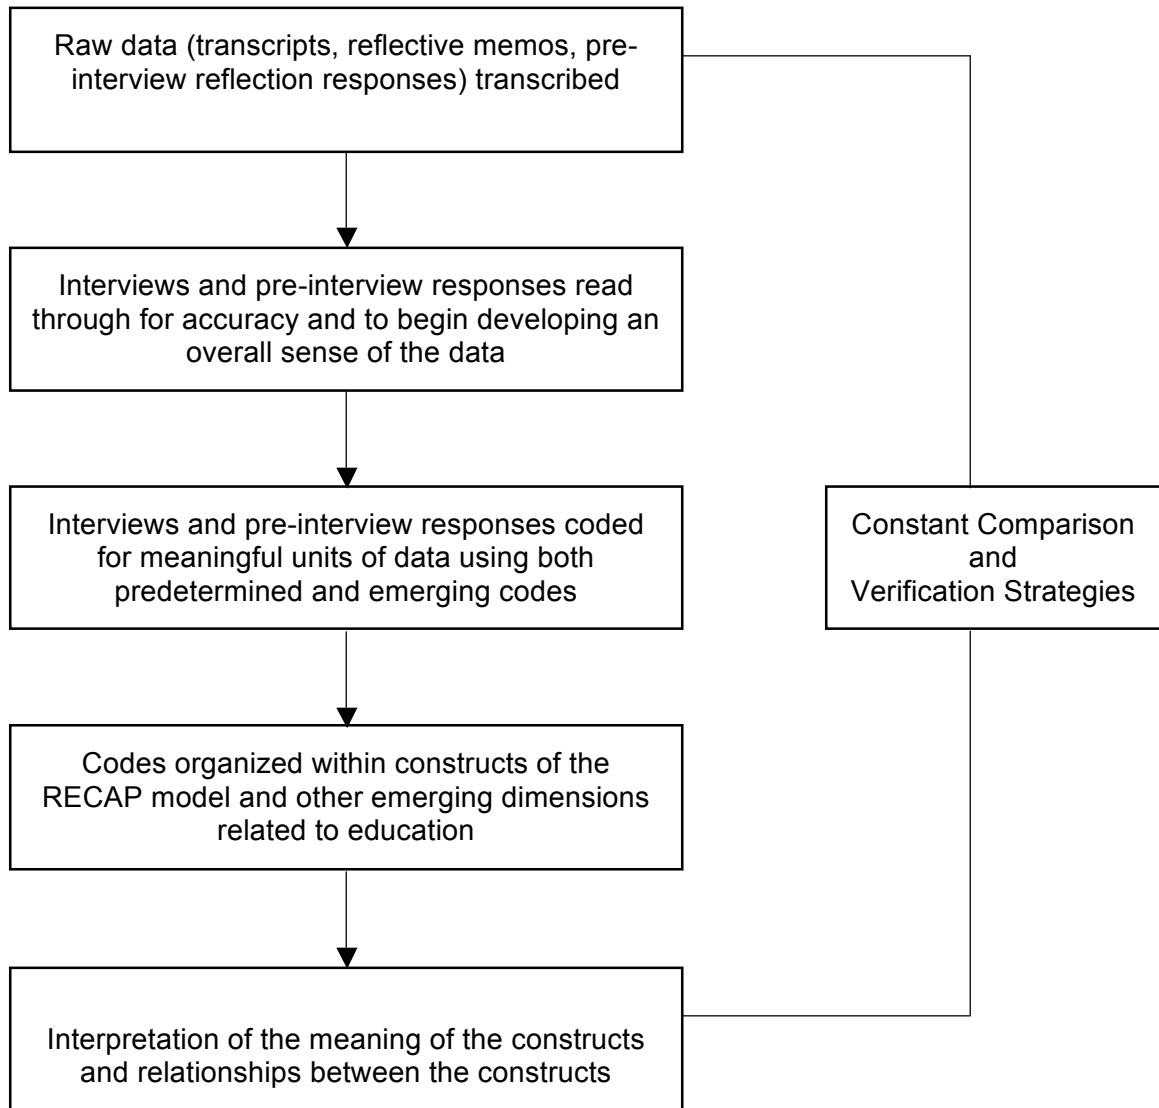 Raw data (transcripts, reflective memos, pre-
interview reflection responses) transcribed
Interviews and pre-interview responses read
through for accuracy and to begin developing an
overall sense of the data
Interviews and pre-interview responses coded
for meaningful units of data using both
predetermined and emerging codes
Constant Comparison
and
Verification Strategies
Codes organized within constructs of the
RECAP model and other emerging dimensions
related to education
Interpretation of the meaning of the constructs
and relationships between the constructs